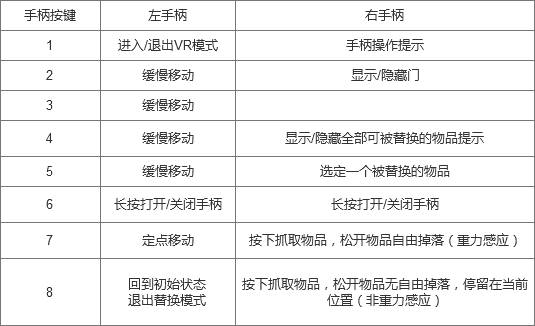 手柄按键 左手柄 右手柄
1 进入/退出VR模式 手柄操作提示
2 缓慢移动 显示/隐藏门
3 缓慢移动
4 缓慢移动 显示/隐藏全部可被替换的物品提示
5 缓慢移动 选定一个被替换的物品
6 长按打开/关闭手柄 长按打开/关闭手柄
7 定点移动 按下抓取物品，松开物品自由掉落（重力感应）
8 回到初始状态 按下抓取物品，松开物品无自由掉落，停留在当前
退出替换模式 位置（非重力感应）